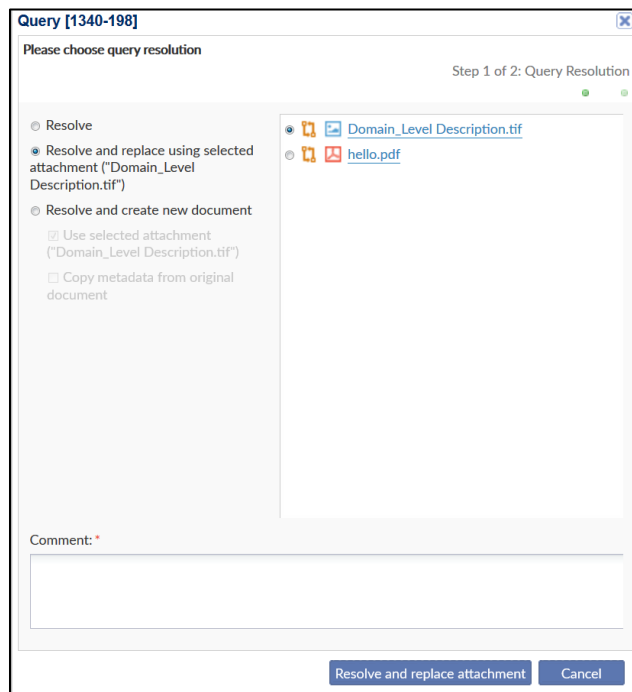 Query [1340-198]
Please choose query resolution
Step 1 of 2: Query Resolution
Resolve
Resolve and replace using selected
attachment ("Domain_Level
Description.tif")
Resolve and create new document
Use selected attachment
("Domain_Level Description.tif")
Copy metadata from original
document
Domain_Level Description.tif
hello.pdf
Comment: *
Resolve and replace attachment
Cancel